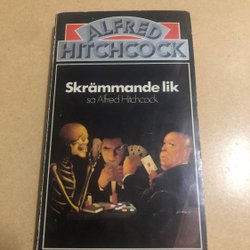 ALFRED
HITCHCOCK
Skrämmande lik
sa Alfred Hitchcock